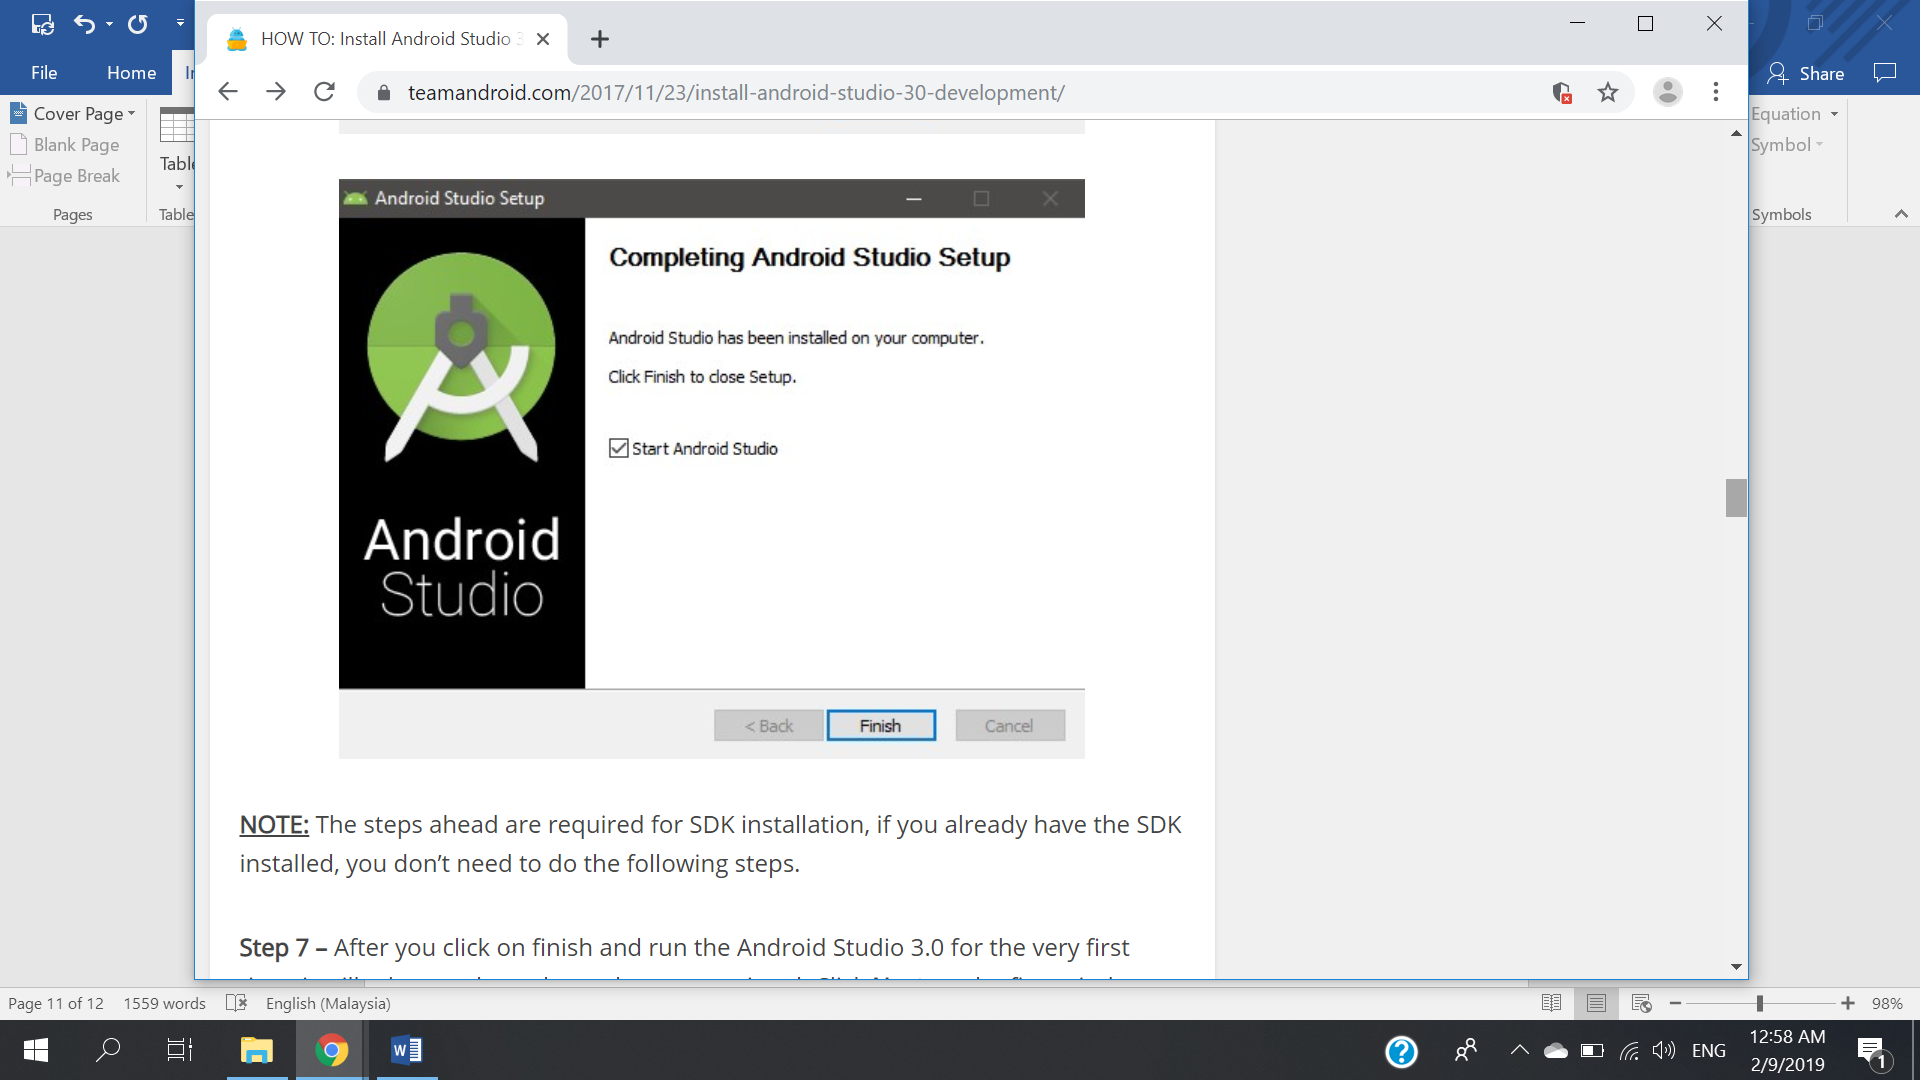 HOW TO: Install Android Studio 3
File
Home
Share
teamandroid.com/2017/11/23/install-android-studio-30-development/
Cover Page
Blank Page
Page Break
Pages
Table
Equation
Symbol
Symbols
Android Studio Setup
Completing Android Studio Setup
Android Studio has been installed on your computer.
Click Finish to close Setup.
Start Android Studio
Android
Studio
< Back
Finish
Cancel
NOTE: The steps ahead are required for SDK installation, if you already have the SDK
installed, you don’t need to do the following steps.
Step 7 – After you click on finish and run the Android Studio 3.0 for the very first
Page 11 of 12
1559 words
English (Malaysia)
98%
ENG
12:58 AM
2/9/2019
1